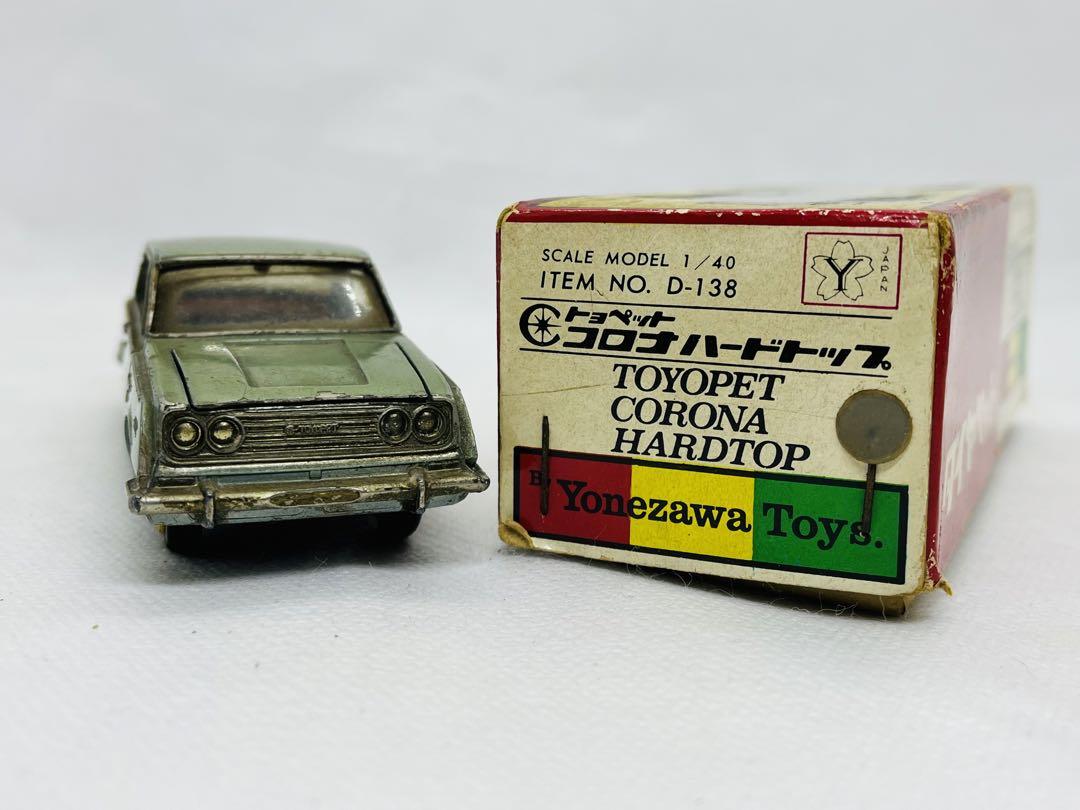 SCALE MODEL 1/40
ITEM NO. D-138
Y
JAPAN
トヨペット
コロナハードトップ
TOYOPET
CORONA
HARDTOP
By Yonezawa Toys.